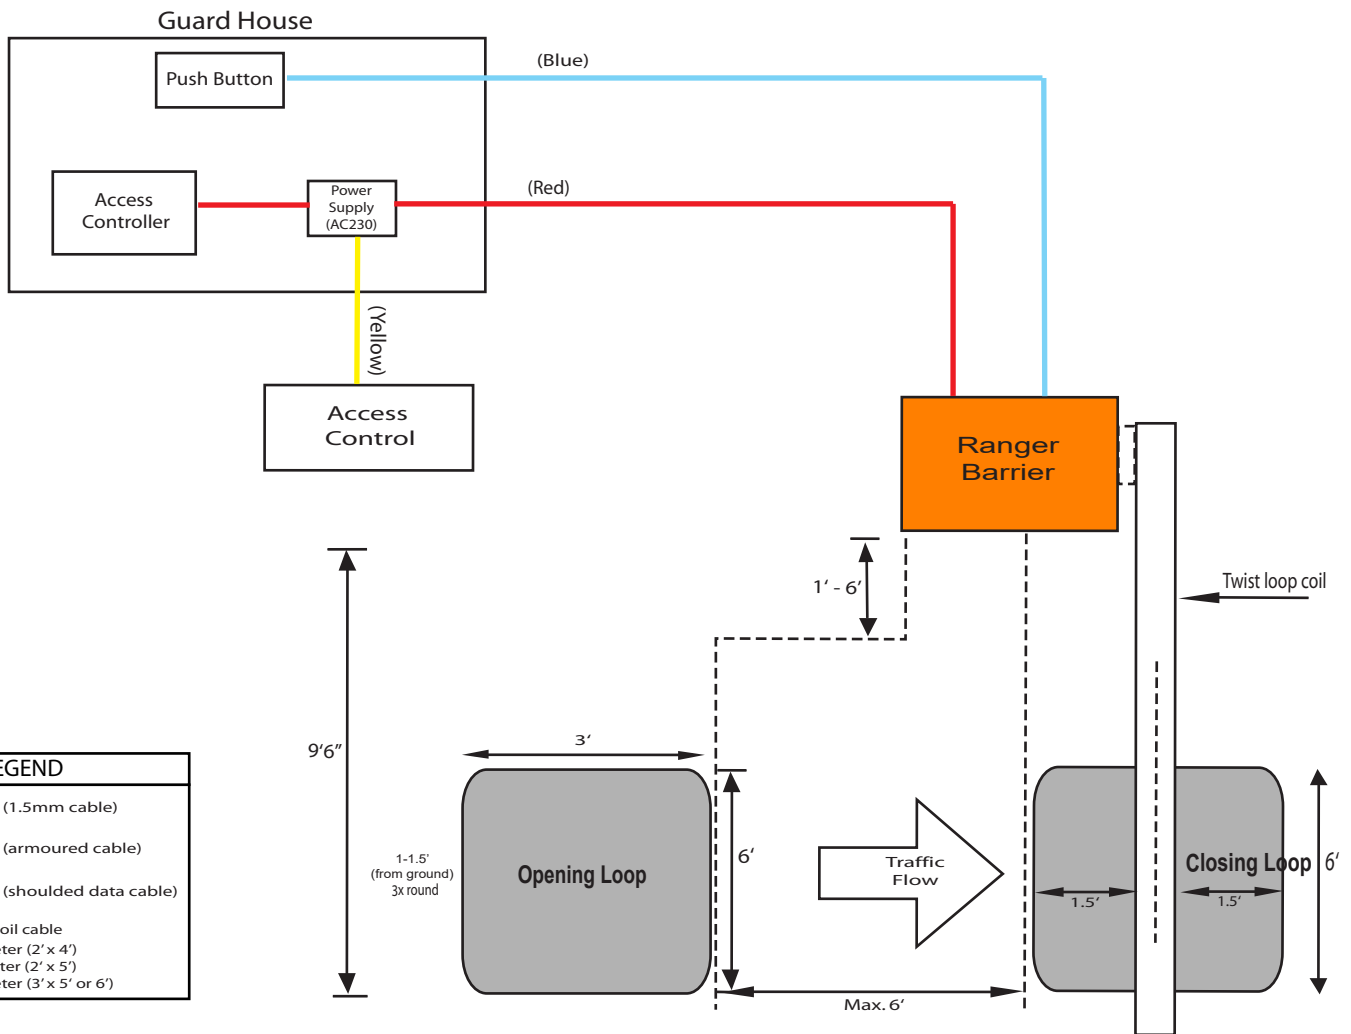 Guard House
Push Button
(Blue)
Access
Controller
Power
Supply
(AC230)
(Red)
(Yellow)
Access
Control
Ranger
Barrier
1‘ - 6‘
Twist loop coil
9‘6‘‘
3‘
1-1.5'
(from ground)
3x round
Opening Loop
6‘
Traffic
Flow
Closing Loop
6‘
1.5‘
1.5‘
Max. 6‘
EGEND
(1.5mm cable)
(armoured cable)
(shoulded data cable)
oil cable
eter (2’ x 4’)
ter (2’ x 5’)
eter (3’ x 5’ or 6’)